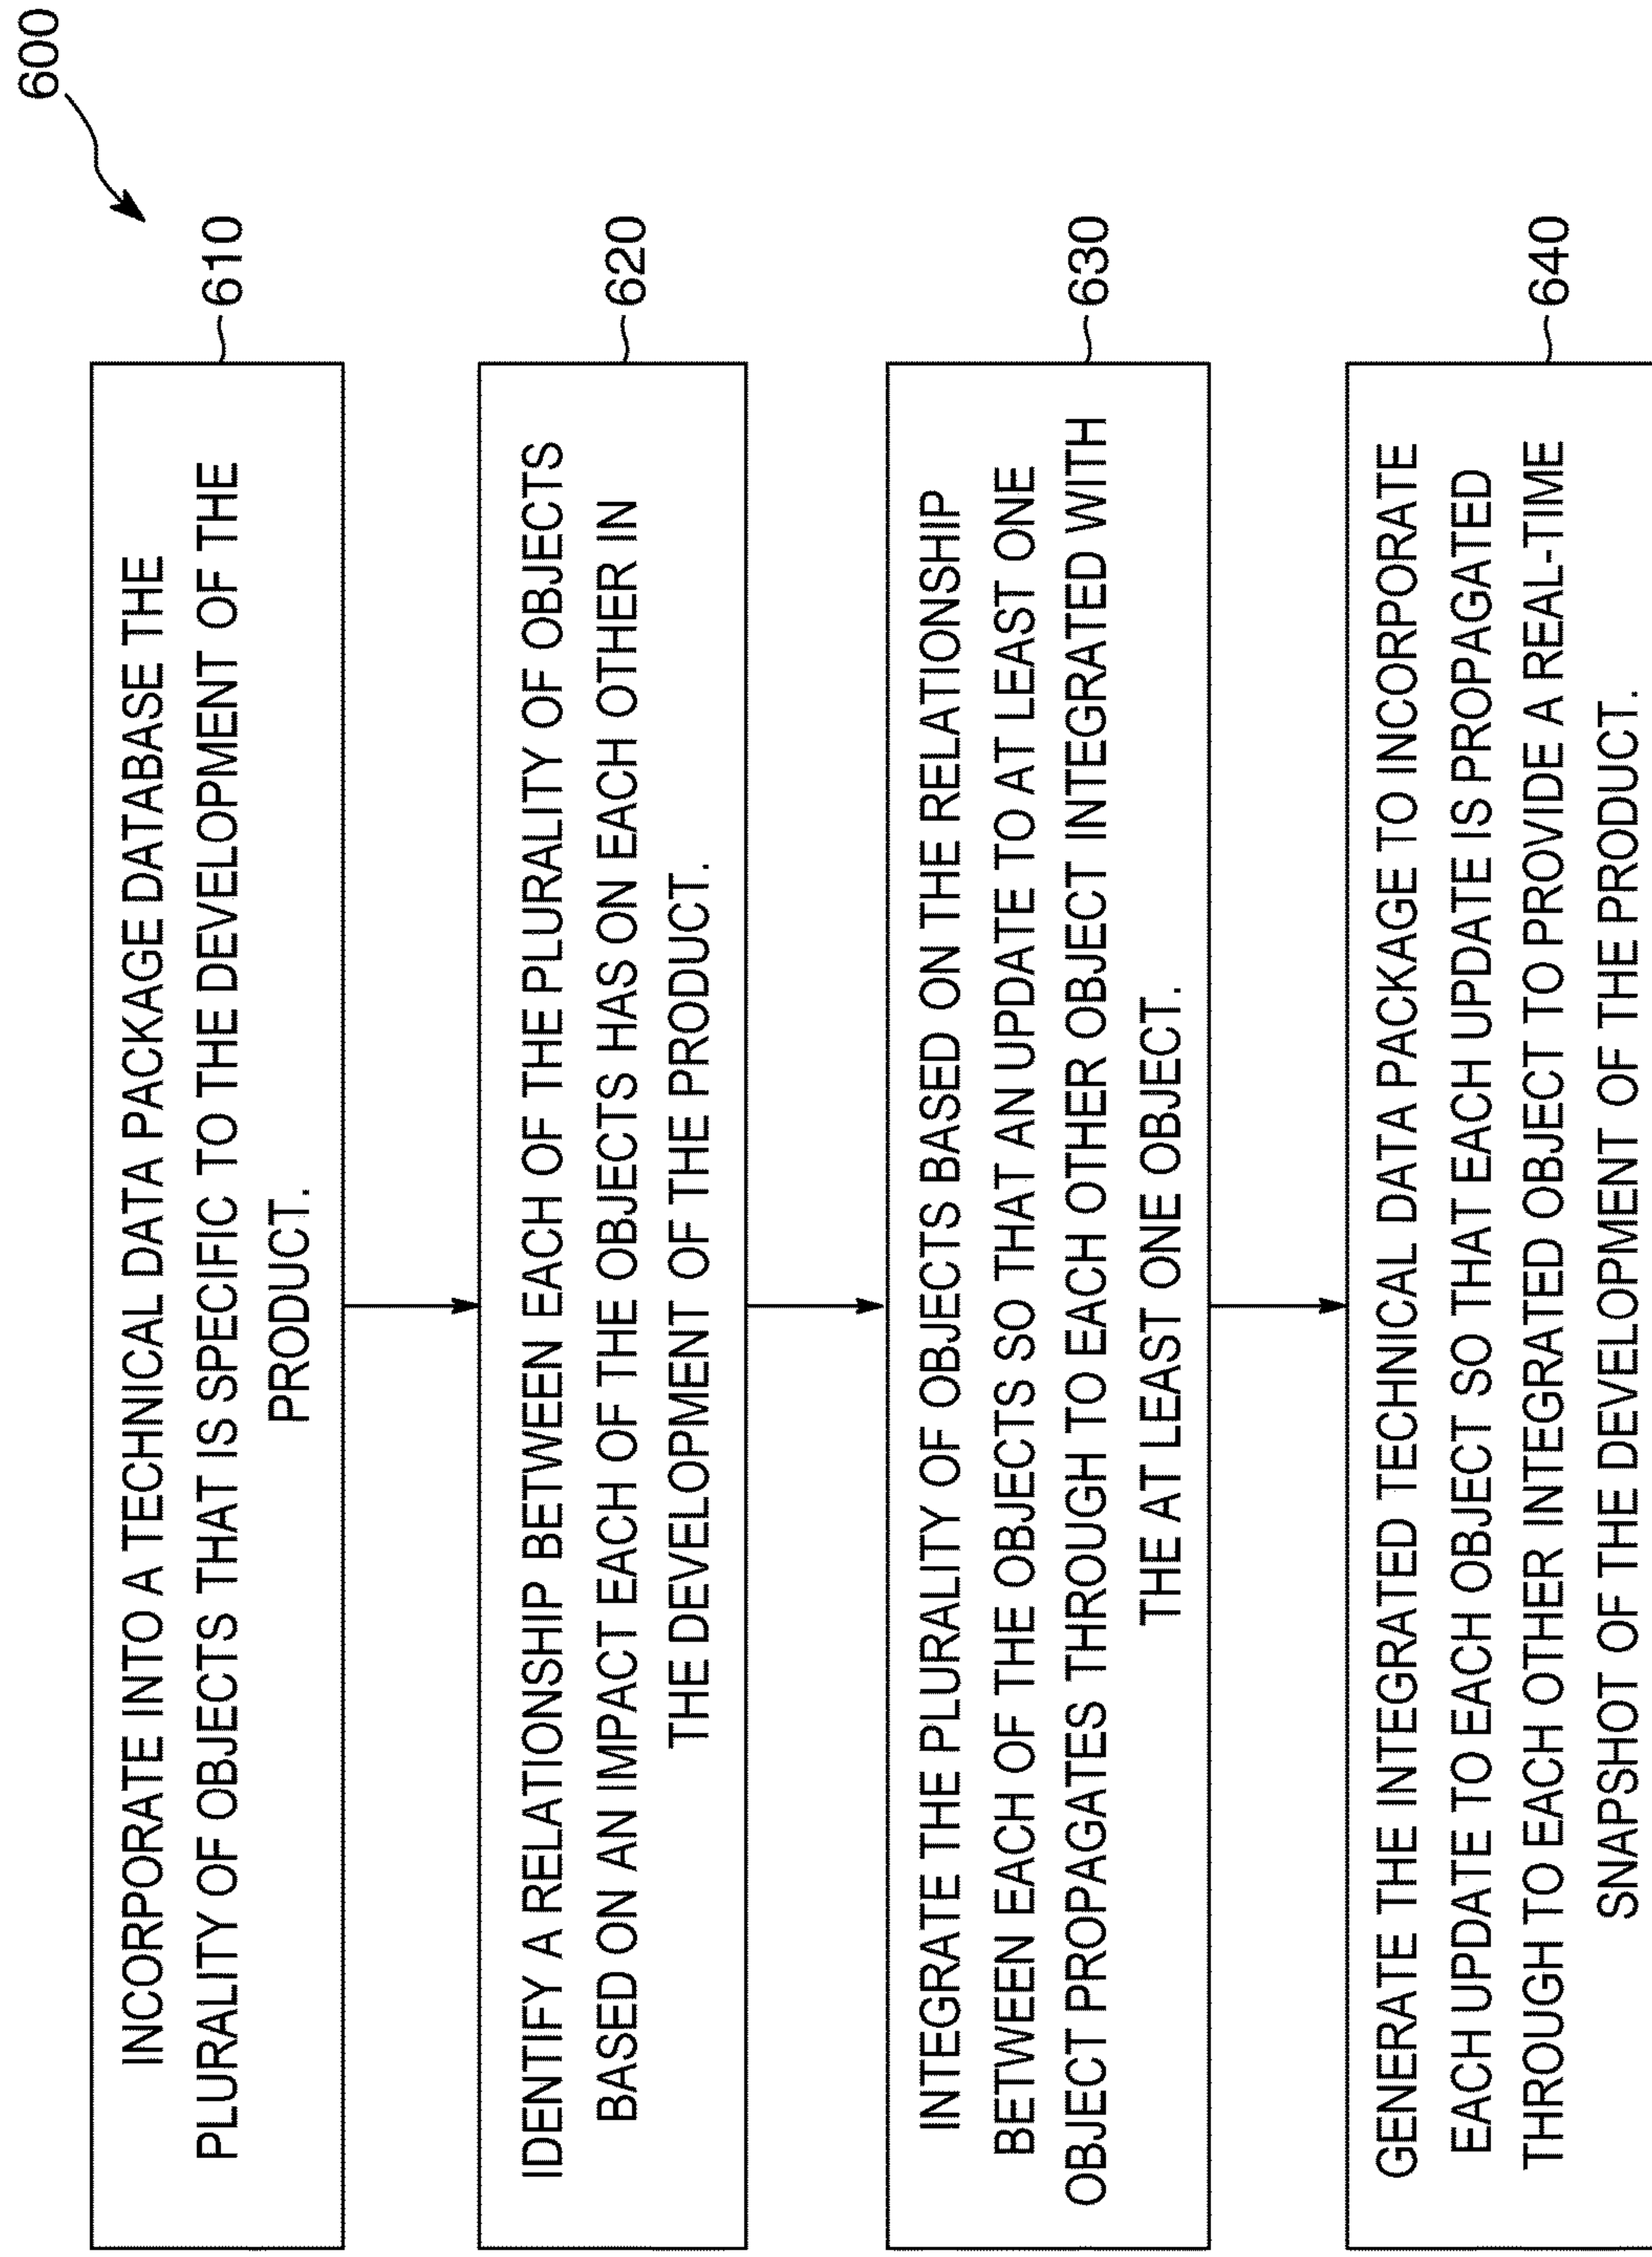 600
INCORPORATE INTO A TECHNICAL DATA PACKAGE DATABASE THE
PLURALITY OF OBJECTS THAT IS SPECIFIC TO THE DEVELOPMENT OF THE
PRODUCT.
610
IDENTIFY A RELATIONSHIP BETWEEN EACH OF THE PLURALITY OF OBJECTS
BASED ON AN IMPACT EACH OF THE OBJECTS HAS ON EACH OTHER IN
THE DEVELOPMENT OF THE PRODUCT.
620
INTEGRATE THE PLURALITY OF OBJECTS BASED ON THE RELATIONSHIP
BETWEEN EACH OF THE OBJECTS SO THAT AN UPDATE TO AT LEAST ONE
OBJECT PROPAGATES THROUGH TO EACH OTHER OBJECT INTEGRATED WITH
THE AT LEAST ONE OBJECT.
630
GENERATE THE INTEGRATED TECHNICAL DATA PACKAGE TO INCORPORATE
EACH UPDATE TO EACH OBJECT SO THAT EACH UPDATE IS PROPAGATED
THROUGH TO EACH OTHER INTEGRATED OBJECT TO PROVIDE A REAL-TIME
SNAPSHOT OF THE DEVELOPMENT OF THE PRODUCT.
640